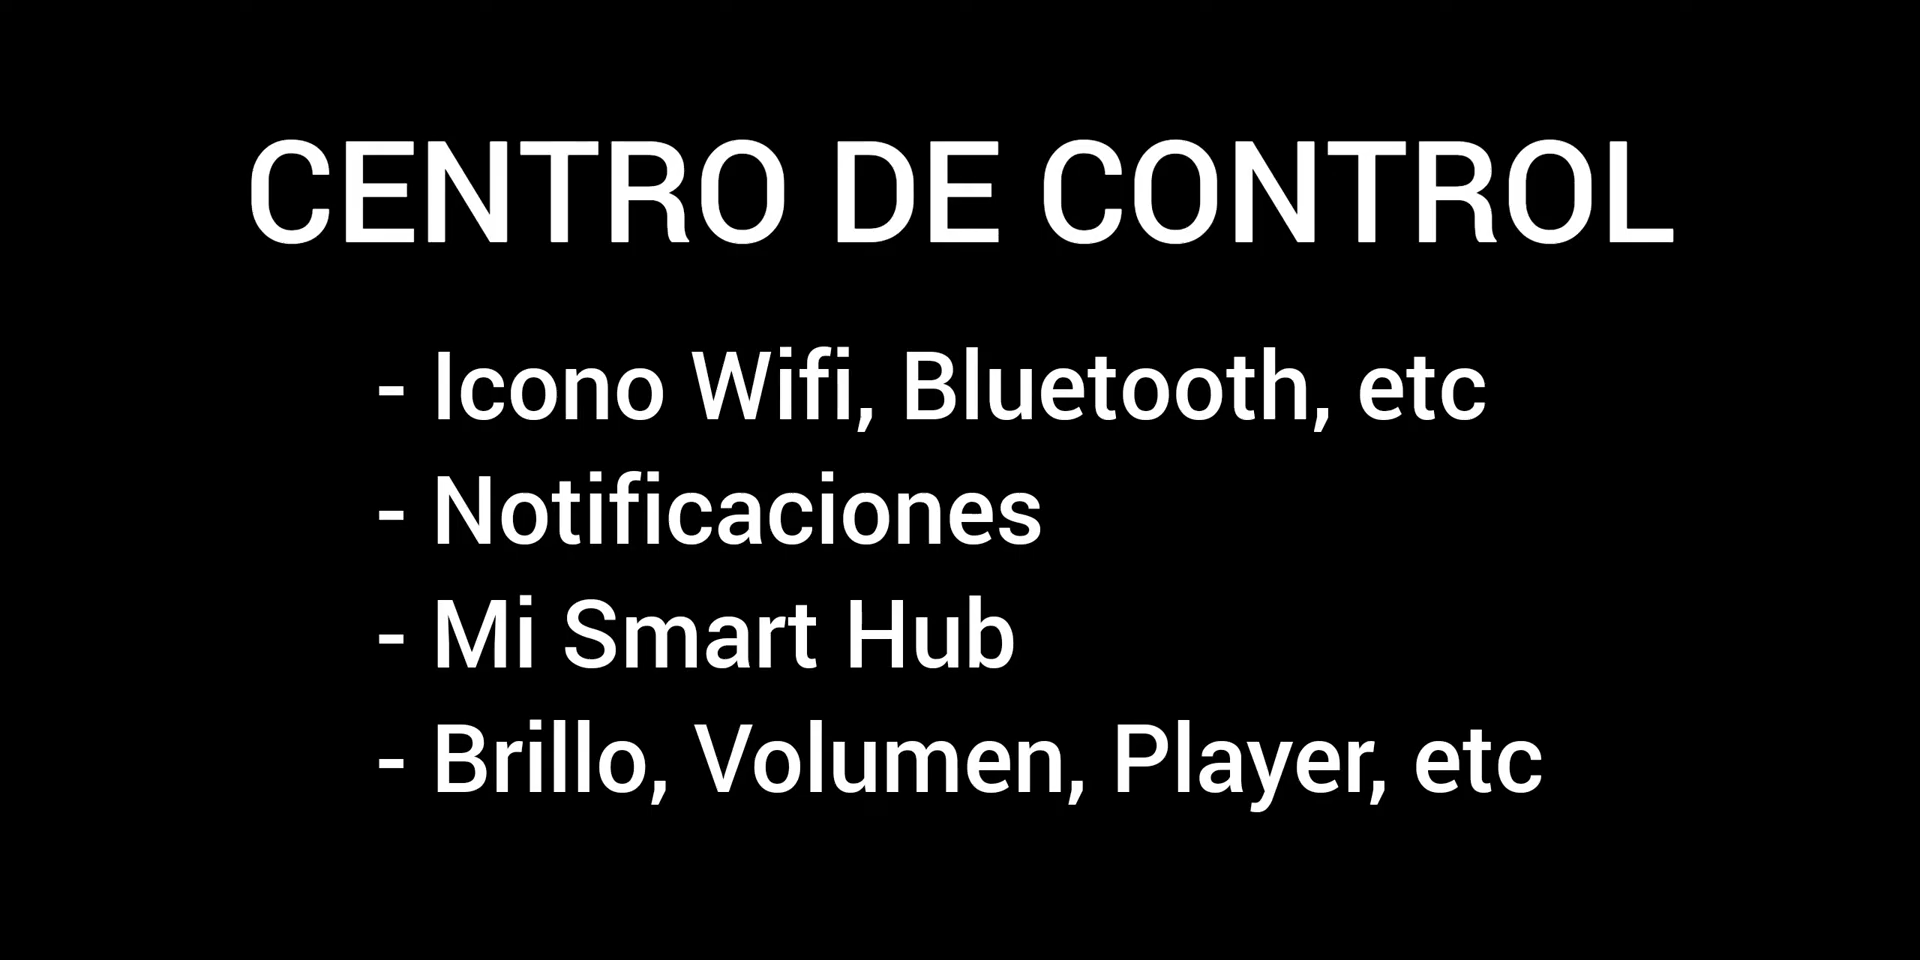 CENTRO DE CONTROL
- Icono Wifi, Bluetooth, etc
- Notificaciones
- Mi Smart Hub
- Brillo, Volumen, Player, etc